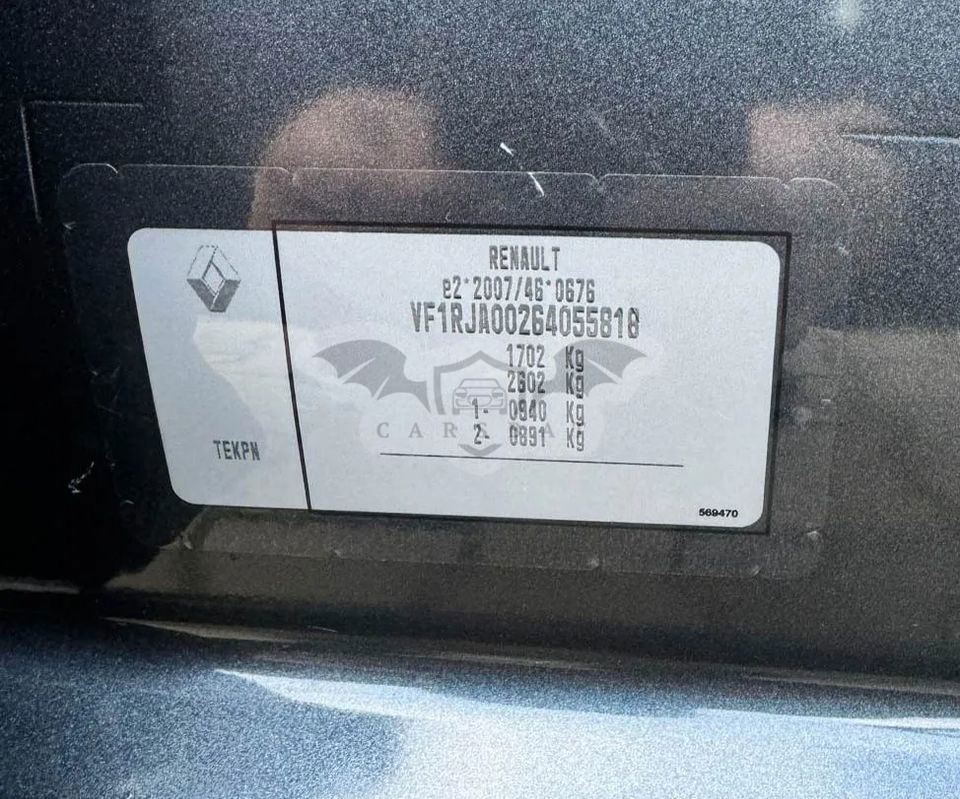 RENAULT
e2*2007/46*0676
VF1RJA00264055818
1702 Kg
2602 Kg
1- 0940 Kg
2- 0891 Kg
TEKPN
569470